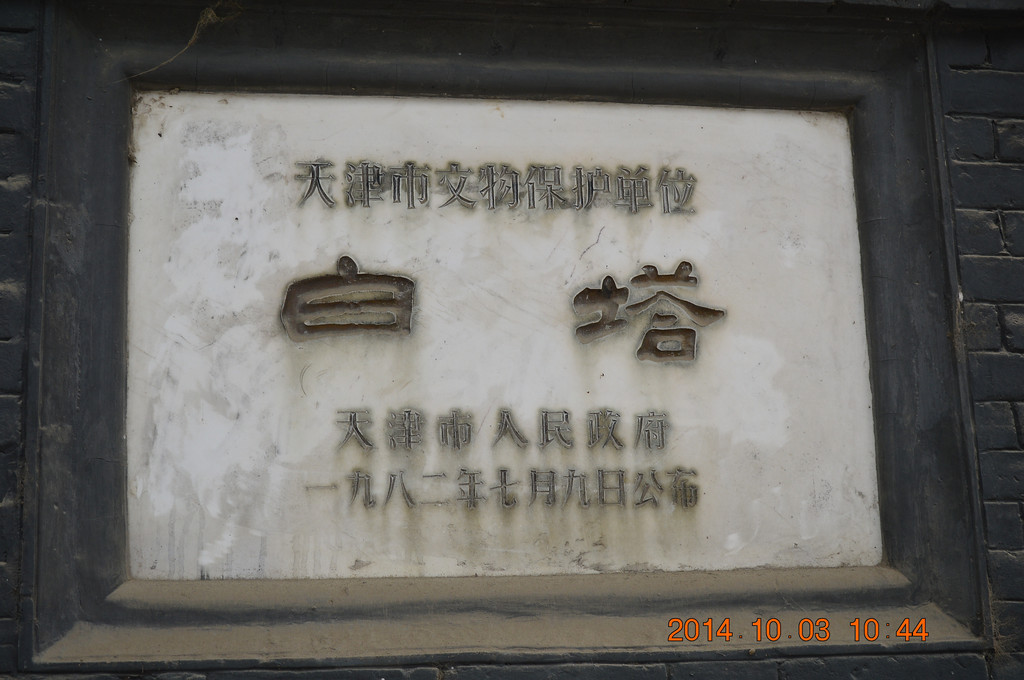 天津市文物保护单位
白塔
天津市人民政府
一九八二年七月九日公布
2014.10.03 10:44